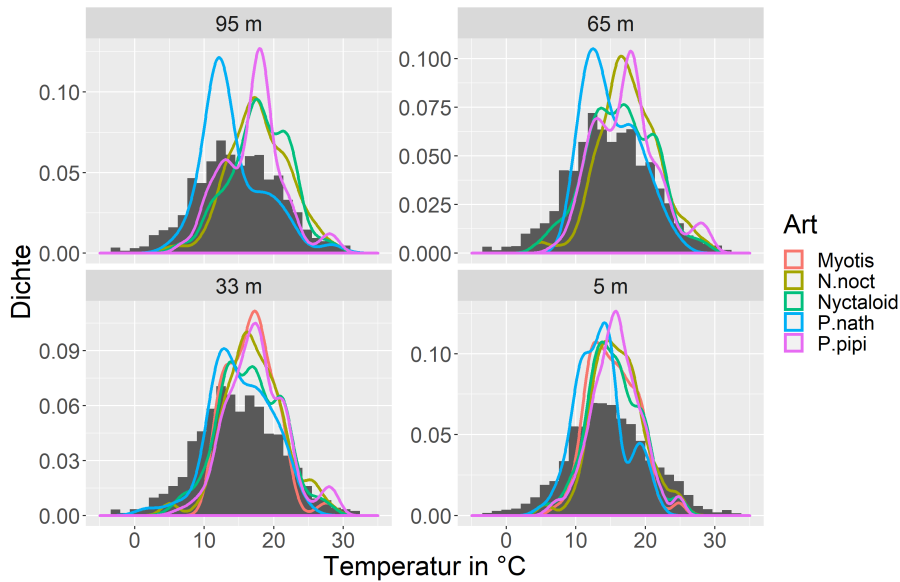 95 m
65 m
0.10
0.05
0.00
0.100
0.075
0.050
0.025
0.000
33 m
5 m
0.09
0.06
0.03
0.00
0.10
0.05
0.00
0 10 20 30
0 10 20 30
Temperatur in °C
Dichte
Art
Myotis
N.noct
Nyctaloid
P.nath
P.pipi